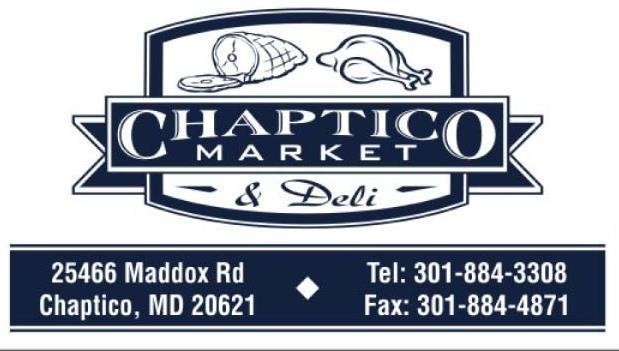 CHAPTICO
MARKET
& Deli
25466 Maddox Rd
Chaptico, MD 20621
Tel: 301-884-3308
Fax: 301-884-4871